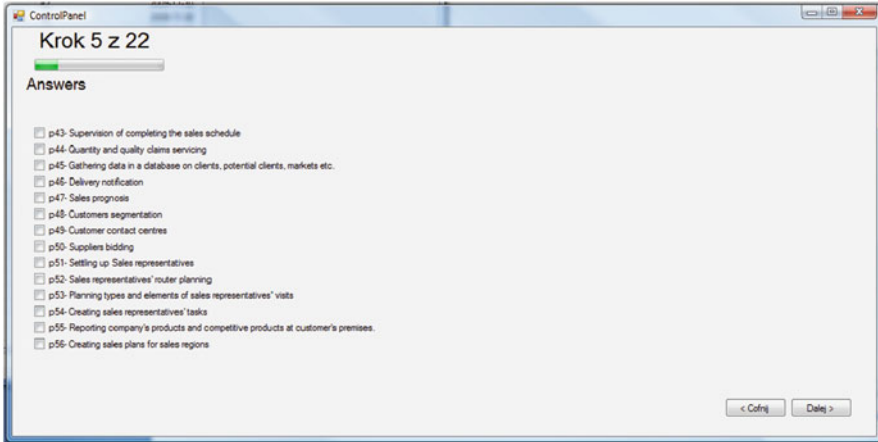 ControlPanel
Krok 5 z 22
Answers
p43- Supervision of completing the sales schedule
p44- Quantity and quality claims servicing
p45- Gathering data in a database on clients, potential clients, markets etc.
p46- Delivery notification
p47- Sales prognosis
p48- Customers segmentation
p49- Customer contact centres
p50- Suppliers bidding
p51- Settling up Sales representatives
p52- Sales representatives' router planning
p53- Planning types and elements of sales representatives' visits
p54- Creating sales representatives' tasks
p55- Reporting company's products and competitive products at customer's premises.
p56- Creating sales plans for sales regions
< Cofnij
Dalej >